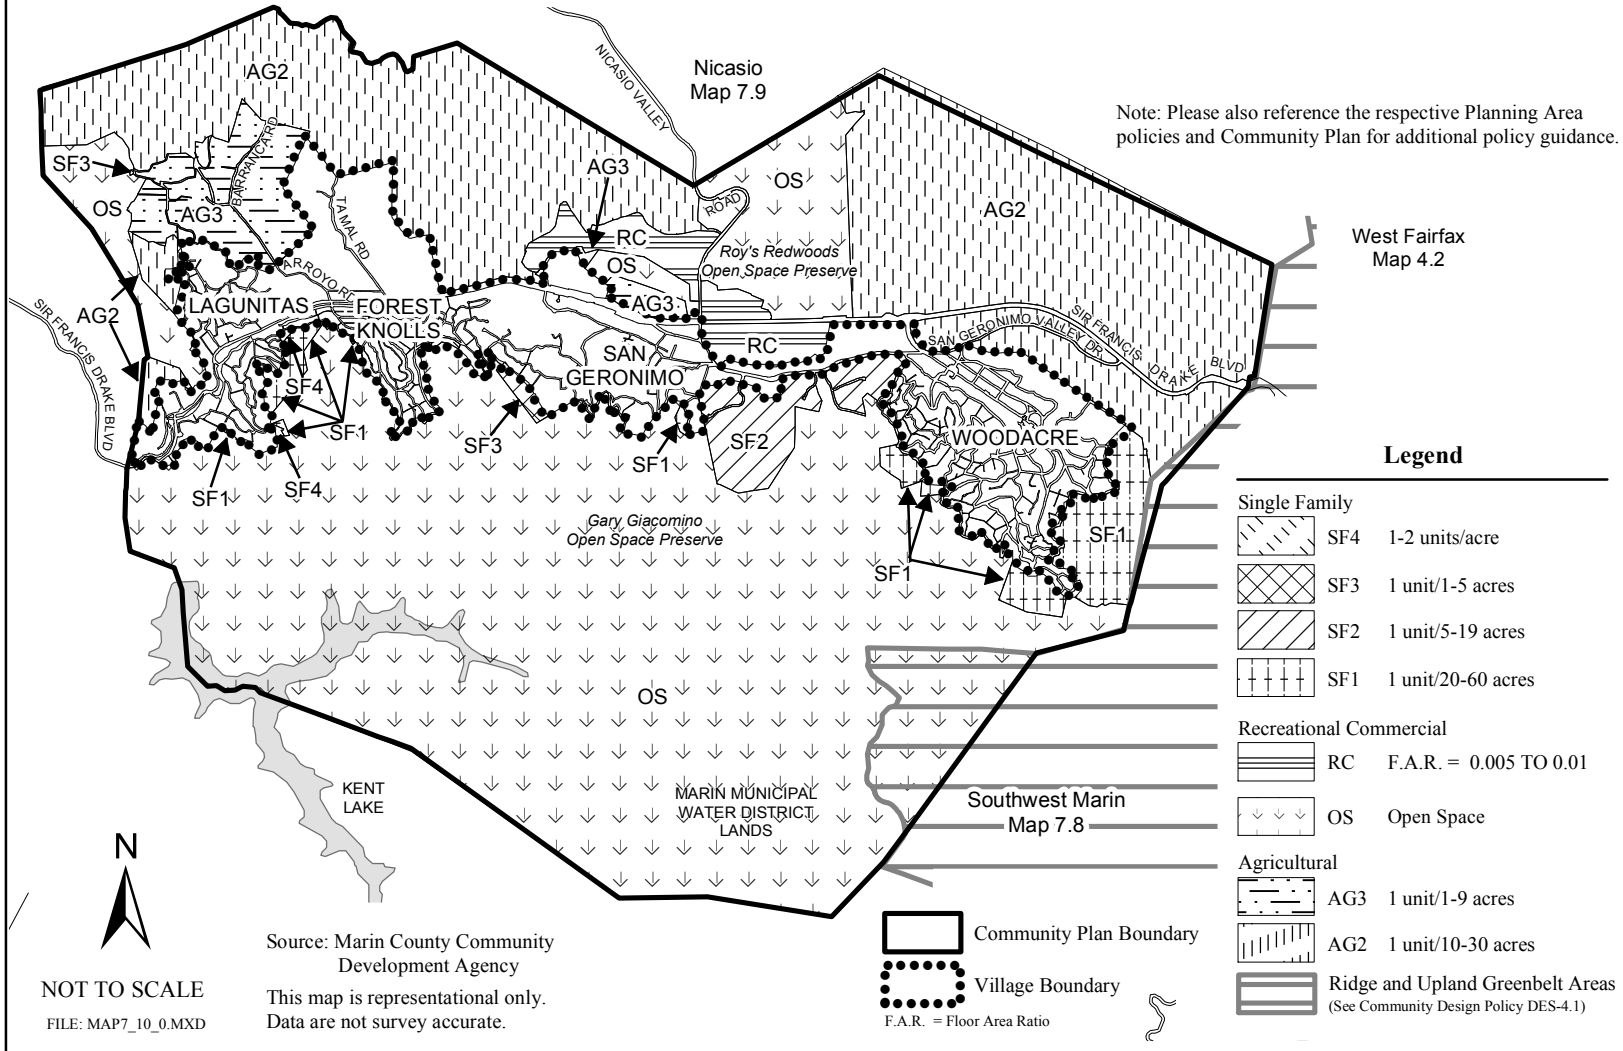 AG2
NICASIO VALLEY
ROAD
Nicasio
Map 7.9
Note: Please also reference the respective Planning Area
policies and Community Plan for additional policy guidance.
SF3
BARRANCA RD
AG3
OS
OS
AG2
OS
AG3
TAMAL RD
RC
Roy's Redwoods
Open Space Preserve
West Fairfax
Map 4.2
OS
ARROYO RD
LAGUNITAS
FOREST
KNOLLS
AG3
AG2
SIR FRANCIS DRAKE BLVD
SAN GERONIMO VALLEY DR.
SIR FRANCIS DRAKE BLVD
RC
SAN
GERONIMO
SF4
SF1
SF3
SF2
SF1
WOODACRE
SF1
SF4
Gary Giacomino
Open Space Preserve
SF1
SF1
OS
KENT
LAKE
MARIN MUNICIPAL
WATER DISTRICT
LANDS
Southwest Marin
Map 7.8
Legend
Single Family
SF4 1-2 units/acre
SF3 1 unit/1-5 acres
SF2 1 unit/5-19 acres
SF1 1 unit/20-60 acres
Recreational Commercial
RC F.A.R. = 0.005 TO 0.01
OS Open Space
Agricultural
AG3 1 unit/1-9 acres
AG2 1 unit/10-30 acres
Ridge and Upland Greenbelt Areas
(See Community Design Policy DES-4.1)
Community Plan Boundary
Village Boundary
F.A.R. = Floor Area Ratio
N
NOT TO SCALE
FILE: MAP7_10_0.MXD
Source: Marin County Community
Development Agency
This map is representational only.
Data are not survey accurate.